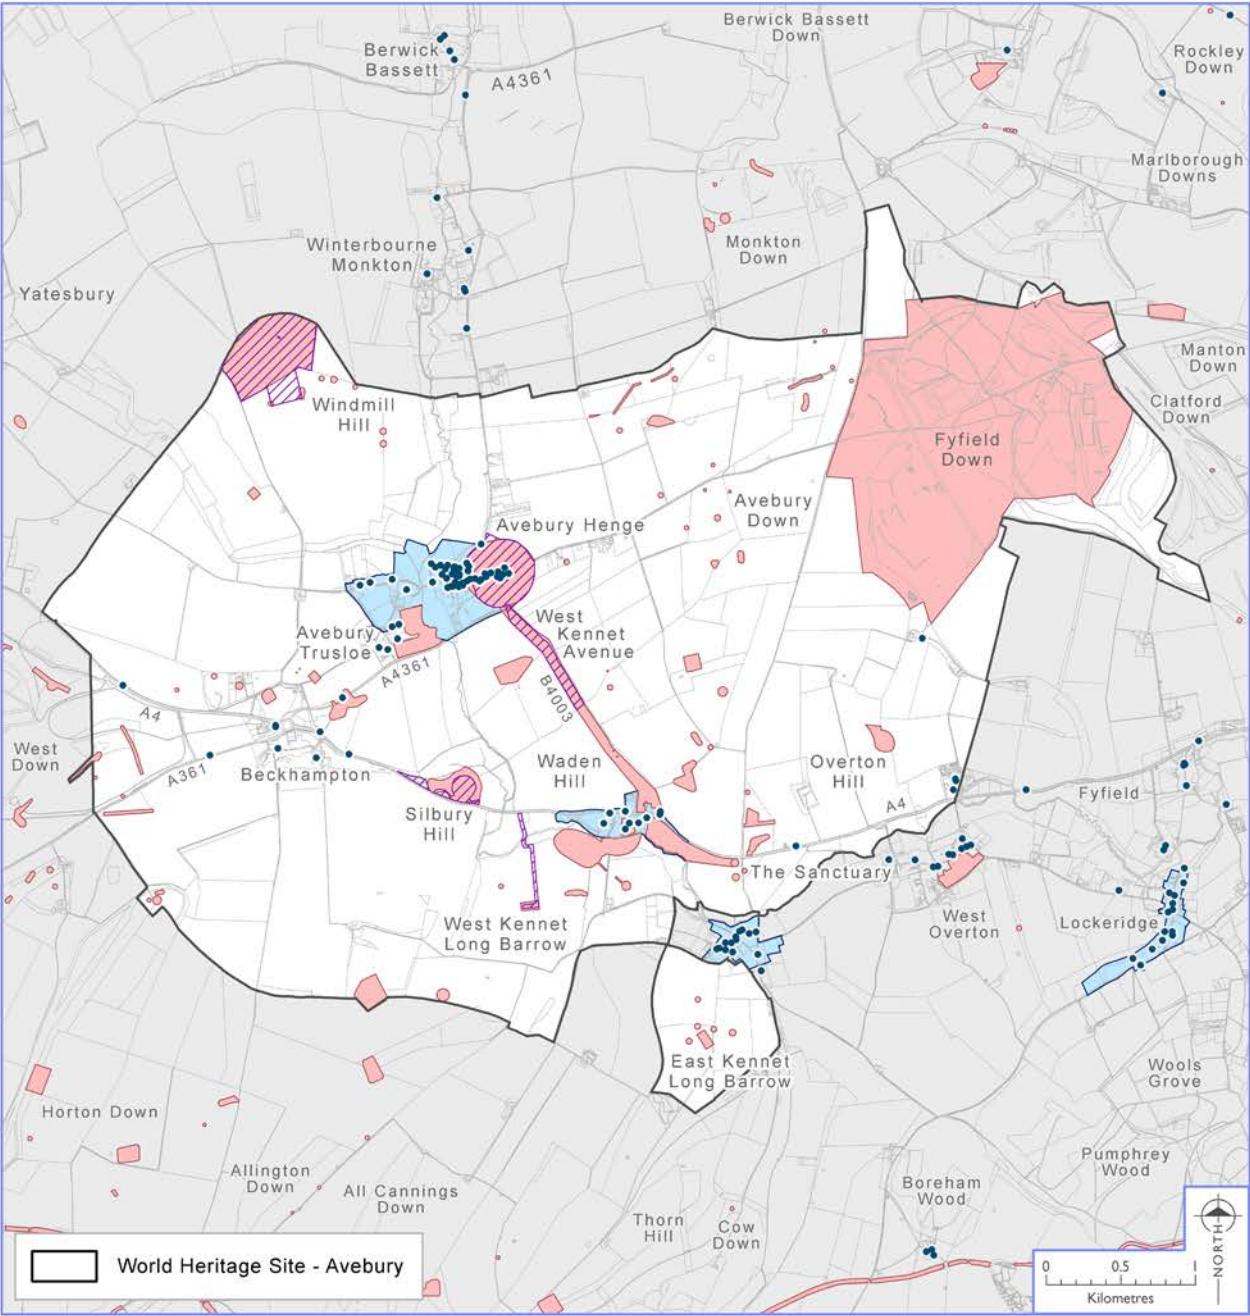 Berwick Bassett
Down
Berwick
Bassett
A4361
Rockley
Down
Marlborough
Downs
Winterbourne
Monkton
Monkton
Down
Yatesbury
Manton
Down
Clatford
Down
Windmill
Hill
Fyfield
Down
Avebury
Down
Avebury Henge
West
Kennet
Avenue
Avebury
Trusloe
A4361
B4003
A4
West
Down
A361
Beckhampton
Waden
Hill
Overton
Hill
A4
Fyfield
Silbury
Hill
The Sanctuary
West Kennet
Long Barrow
West
Overton
Lockeridge
East Kennet
Long Barrow
Wools
Grove
Horton Down
Allington
Down
All Cannings
Down
Pumphrey
Wood
Boreham
Wood
Thorn
Hill
Cow
Down
World Heritage Site - Avebury
NORTH
0 0.5 1
Kilometres